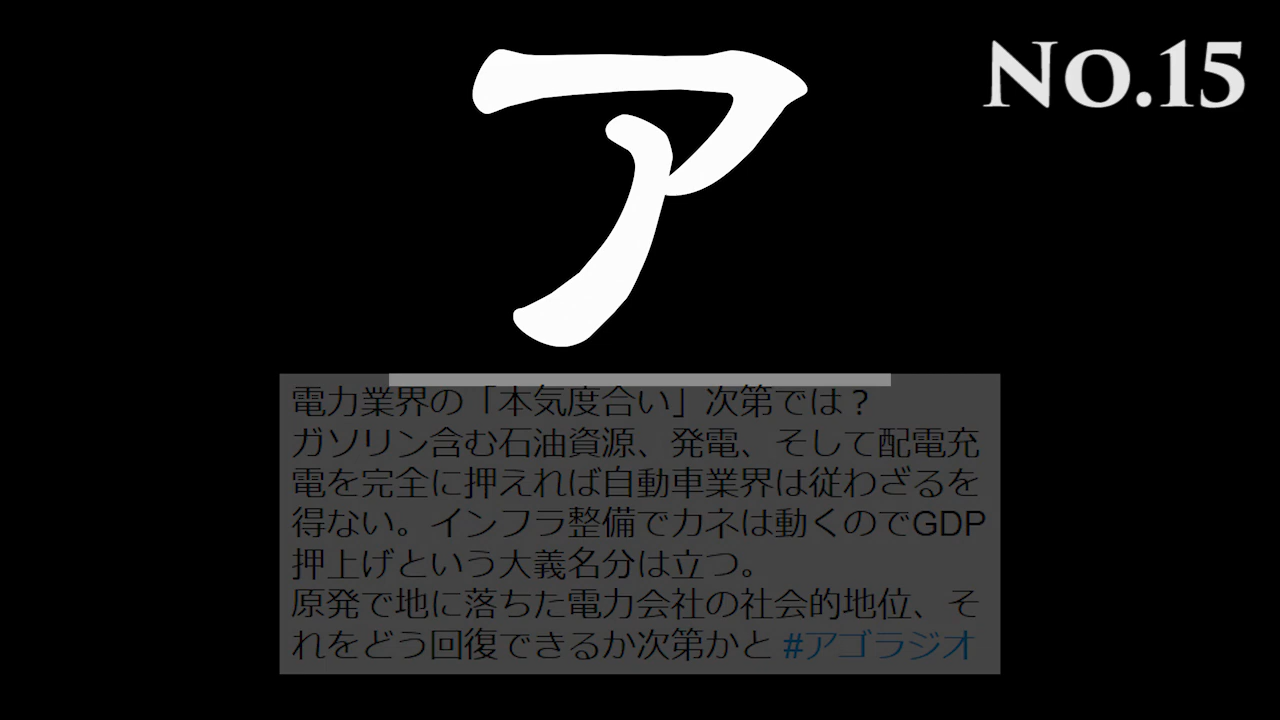 ア
No.15
電力業界の「本気度合い」次第では？
ガソリン含む石油資源、発電、そして配電充
電を完全に押えれば自動車業界は従わざるを
得ない。インフラ整備でカネは動くのでGDP
押上げという大義名分は立つ。
原発で地に落ちた電力会社の社会的地位、そ
れをどう回復できるか次第かと #アゴラジオ